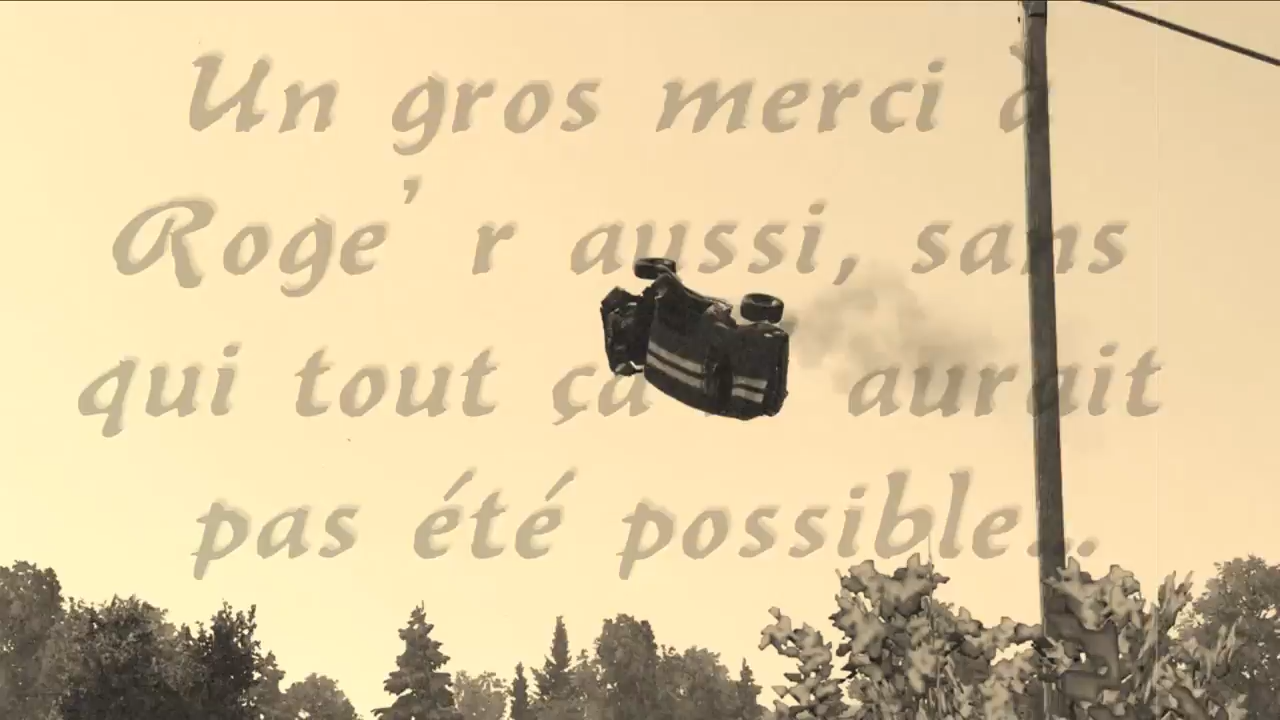 Un gros merci à
Roge'r aussi, sans
qui tout ça aurait
pas été possible...